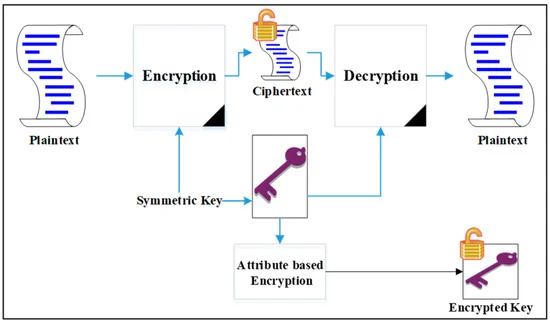 Encryption
Ciphertext
Decryption
Plaintext
Plaintext
Symmetric Key
Attribute based
Encryption
Encrypted Key